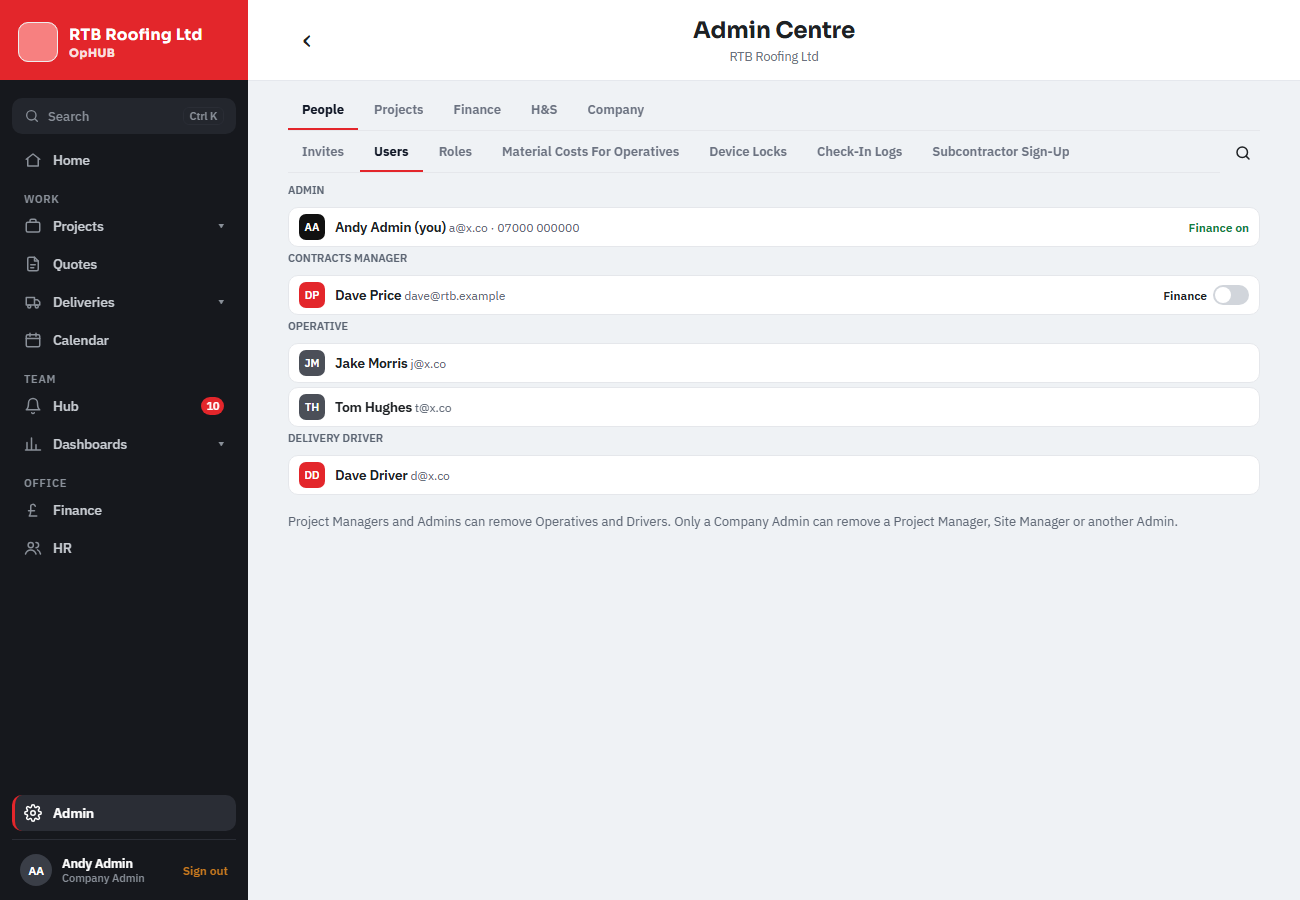 RTB Roofing Ltd
OpHUB
Search Ctrl K
Home
WORK
Projects
Quotes
Deliveries
Calendar
TEAM
Hub 10
Dashboards
OFFICE
Finance
HR
Admin
AA Andy Admin
Company Admin
Sign out
Admin Centre
RTB Roofing Ltd
People Projects Finance H&S Company
Invites Users Roles Material Costs For Operatives Device Locks Check-In Logs Subcontractor Sign-Up
ADMIN
AA Andy Admin (you) a@x.co · 07000 000000 Finance on
CONTRACTS MANAGER
DP Dave Price dave@rtb.example Finance
OPERATIVE
JM Jake Morris j@x.co
TH Tom Hughes t@x.co
DELIVERY DRIVER
DD Dave Driver d@x.co
Project Managers and Admins can remove Operatives and Drivers. Only a Company Admin can remove a Project Manager, Site Manager or another Admin.